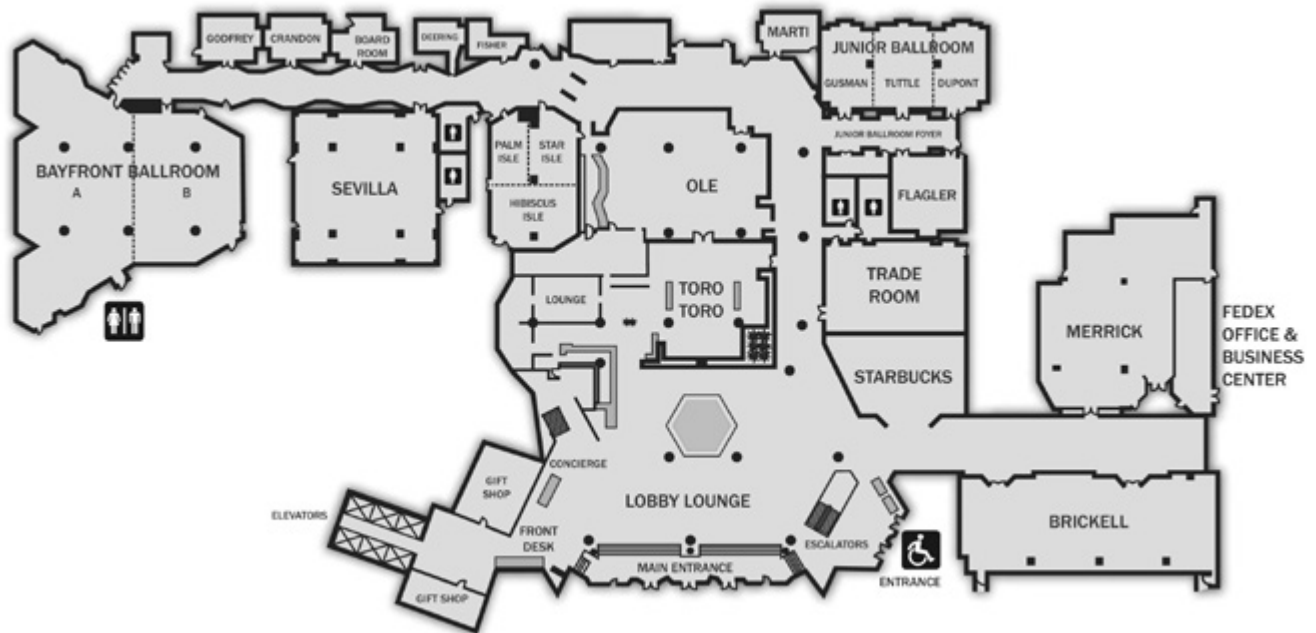 GODFREY
CRANDON
BOARD
ROOM
DEERING
FISHER
MARTI
JUNIOR BALLROOM
GUSMAN
TUTTLE
DUPONT
JUNIOR BALLROOM FOYER
PALM
ISLE
STAR
ISLE
HIBISCUS
ISLE
BAYFRONT BALLROOM
A
B
SEVILLA
OLE
FLAGLER
TRADE
ROOM
TORO
TORO
LOUNGE
MERRICK
FEDEX
OFFICE &
BUSINESS
CENTER
STARBUCKS
CONCIERGE
GIFT
SHOP
LOBBY LOUNGE
ELEVATORS
FRONT
DESK
ESCALATORS
BRICKELL
MAIN ENTRANCE
ENTRANCE
GIFT SHOP